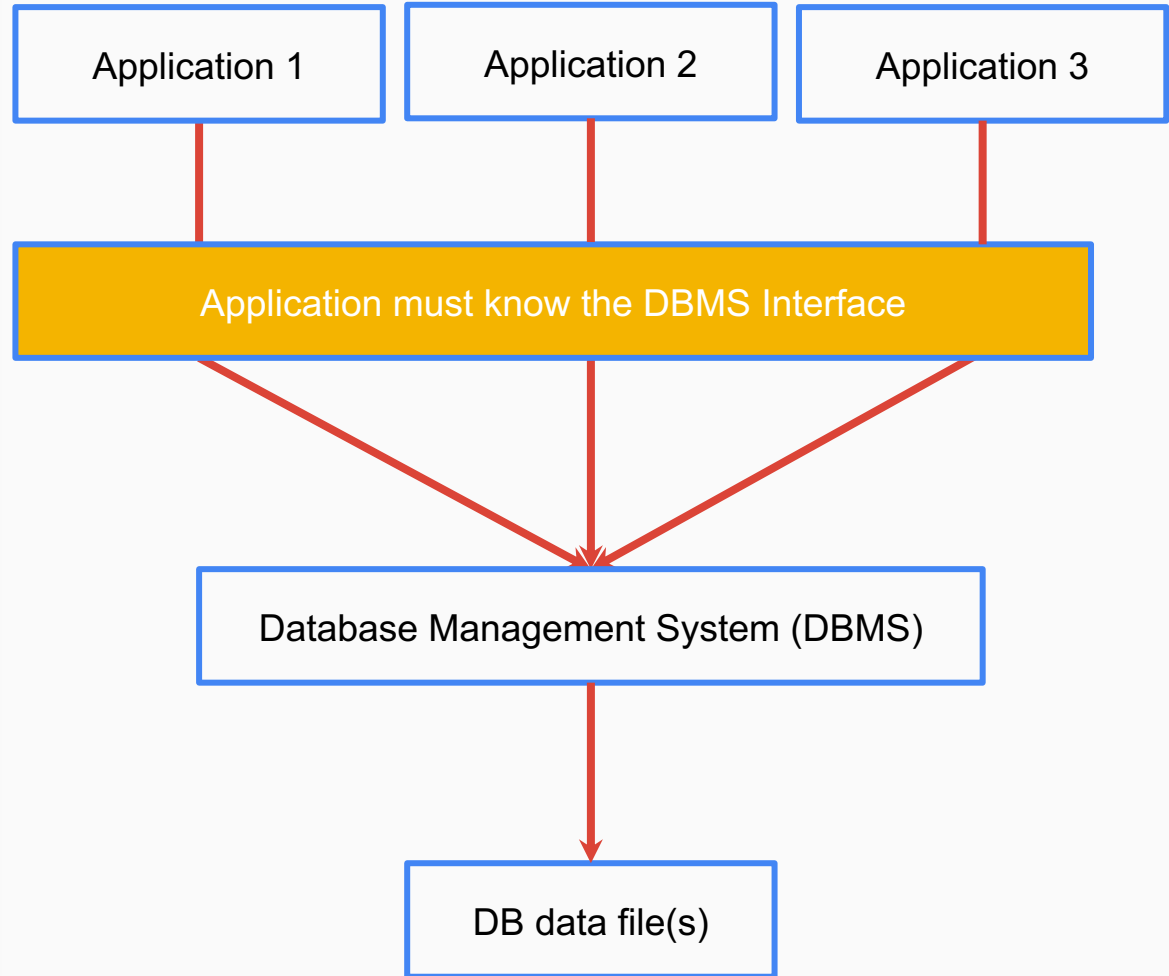 Application 1
Application 2
Application 3
Application must know the DBMS Interface
Database Management System (DBMS)
DB data file(s)